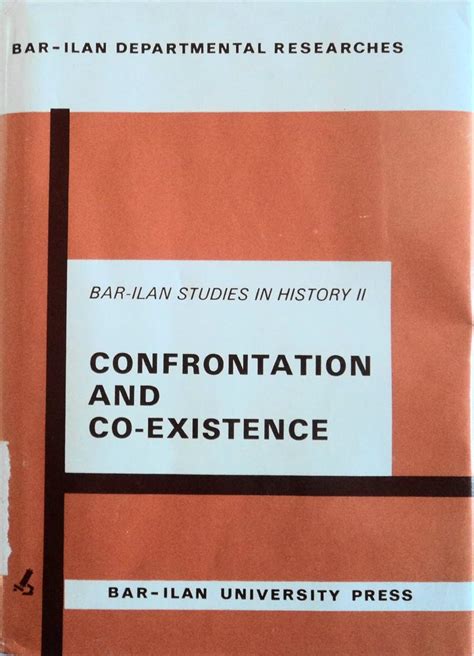 BAR-ILAN DEPARTMENTAL RESEARCHES
BAR-ILAN STUDIES IN HISTORY II
CONFRONTATION
AND
CO-EXISTENCE
BAR-ILAN UNIVERSITY PRESS